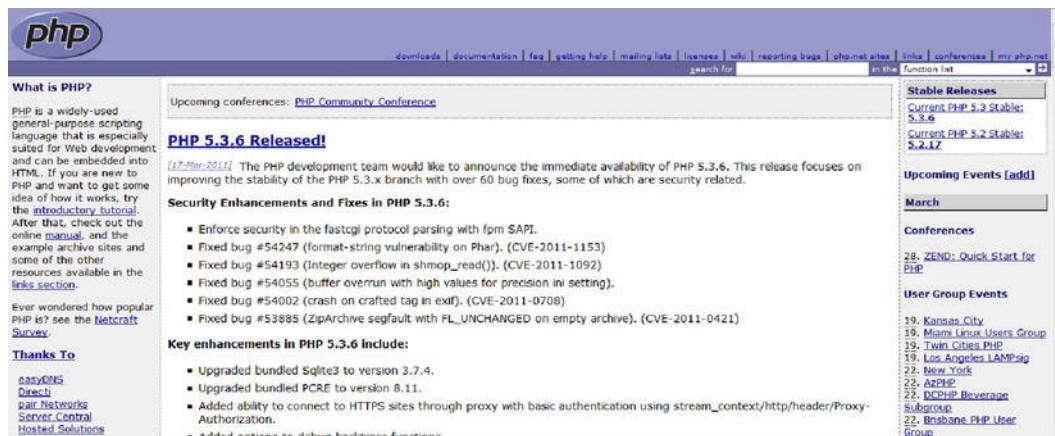 php
downloads | documentation | faq | getting help | mailing lists | licenses | wiki | reporting bugs | php.net sites | links | conferences | my php.net
search for in the function list
What is PHP?
PHP is a widely-used
general-purpose scripting
language that is especially
suited for Web development
and can be embedded into
HTML. If you are new to
PHP and want to get some
idea of how it works, try
the introductory tutorial.
After that, check out the
online manual, and the
example archive sites and
some of the other
resources available in the
links section.
Ever wondered how popular
PHP is? see the Netcraft
Survey.
Thanks To
easyDNS
Directi
pair Networks
Server Central
Hosted Solutions
Upcoming conferences: PHP Community Conference
PHP 5.3.6 Released!
[17-Mar-2011] The PHP development team would like to announce the immediate availability of PHP 5.3.6. This release focuses on
improving the stability of the PHP 5.3.x branch with over 60 bug fixes, some of which are security related.
Security Enhancements and Fixes in PHP 5.3.6:
▪ Enforce security in the fastcgi protocol parsing with fpm SAPI.
▪ Fixed bug #54247 (format-string vulnerability on Phar). (CVE-2011-1153)
▪ Fixed bug #54193 (Integer overflow in shmop_read()). (CVE-2011-1092)
▪ Fixed bug #54055 (buffer overrun with high values for precision ini setting).
▪ Fixed bug #54002 (crash on crafted tag in exif). (CVE-2011-0708)
▪ Fixed bug #53885 (ZipArchive segfault with FL_UNCHANGED on empty archive). (CVE-2011-0421)
Key enhancements in PHP 5.3.6 include:
▪ Upgraded bundled Sqlite3 to version 3.7.4.
▪ Upgraded bundled PCRE to version 8.11.
▪ Added ability to connect to HTTPS sites through proxy with basic authentication using stream_context/http/header/Proxy-
Authorization.
▪ Added options to debug backtrace functions.
Stable Releases
Current PHP 5.3 Stable:
5.3.6
Current PHP 5.2 Stable:
5.2.17
Upcoming Events [add]
March
Conferences
28. ZEND: Quick Start for
PHP
User Group Events
19. Kansas City
19. Miami Linux Users Group
19. Twin Cities PHP
19. Los Angeles LAMPsig
22. New York
22. AzPHP
22. DCPHP Beverage
Subgroup
22. Brisbane PHP User
Group